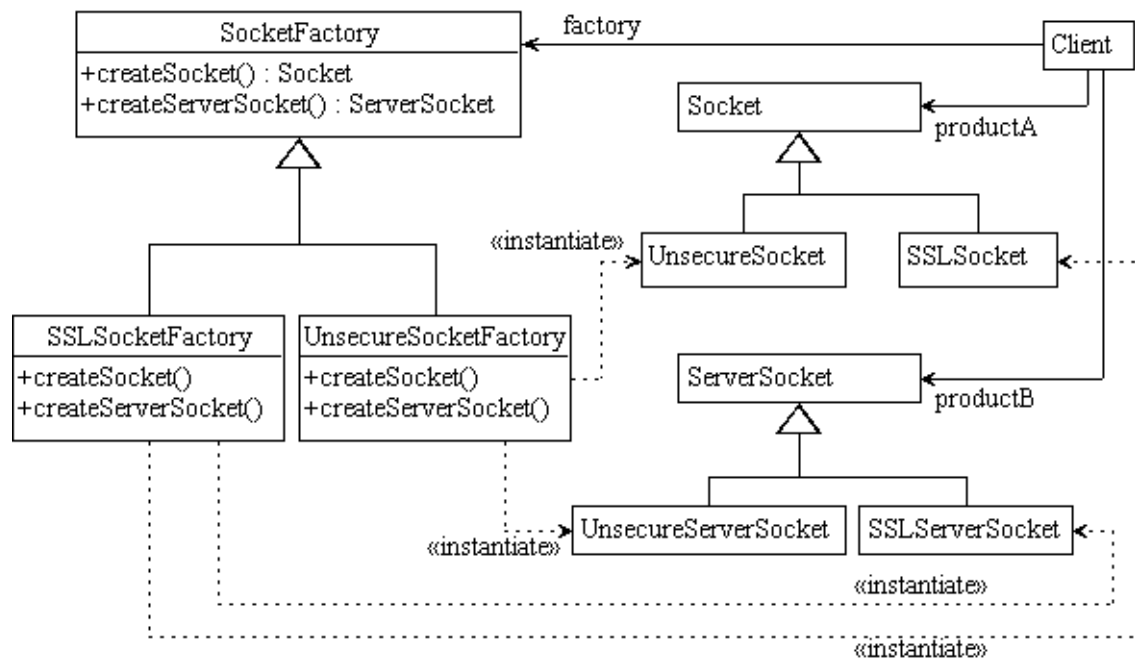 SocketFactory
+createSocket() : Socket
+createServerSocket() : ServerSocket
factory
Client
Socket
productA
«instantiate»
UnsecureSocket
SSLSocket
SSLSocketFactory
+createSocket()
+createServerSocket()
UnsecureSocketFactory
+createSocket()
+createServerSocket()
ServerSocket
productB
«instantiate»
UnsecureServerSocket
SSLServerSocket
«instantiate»
«instantiate»